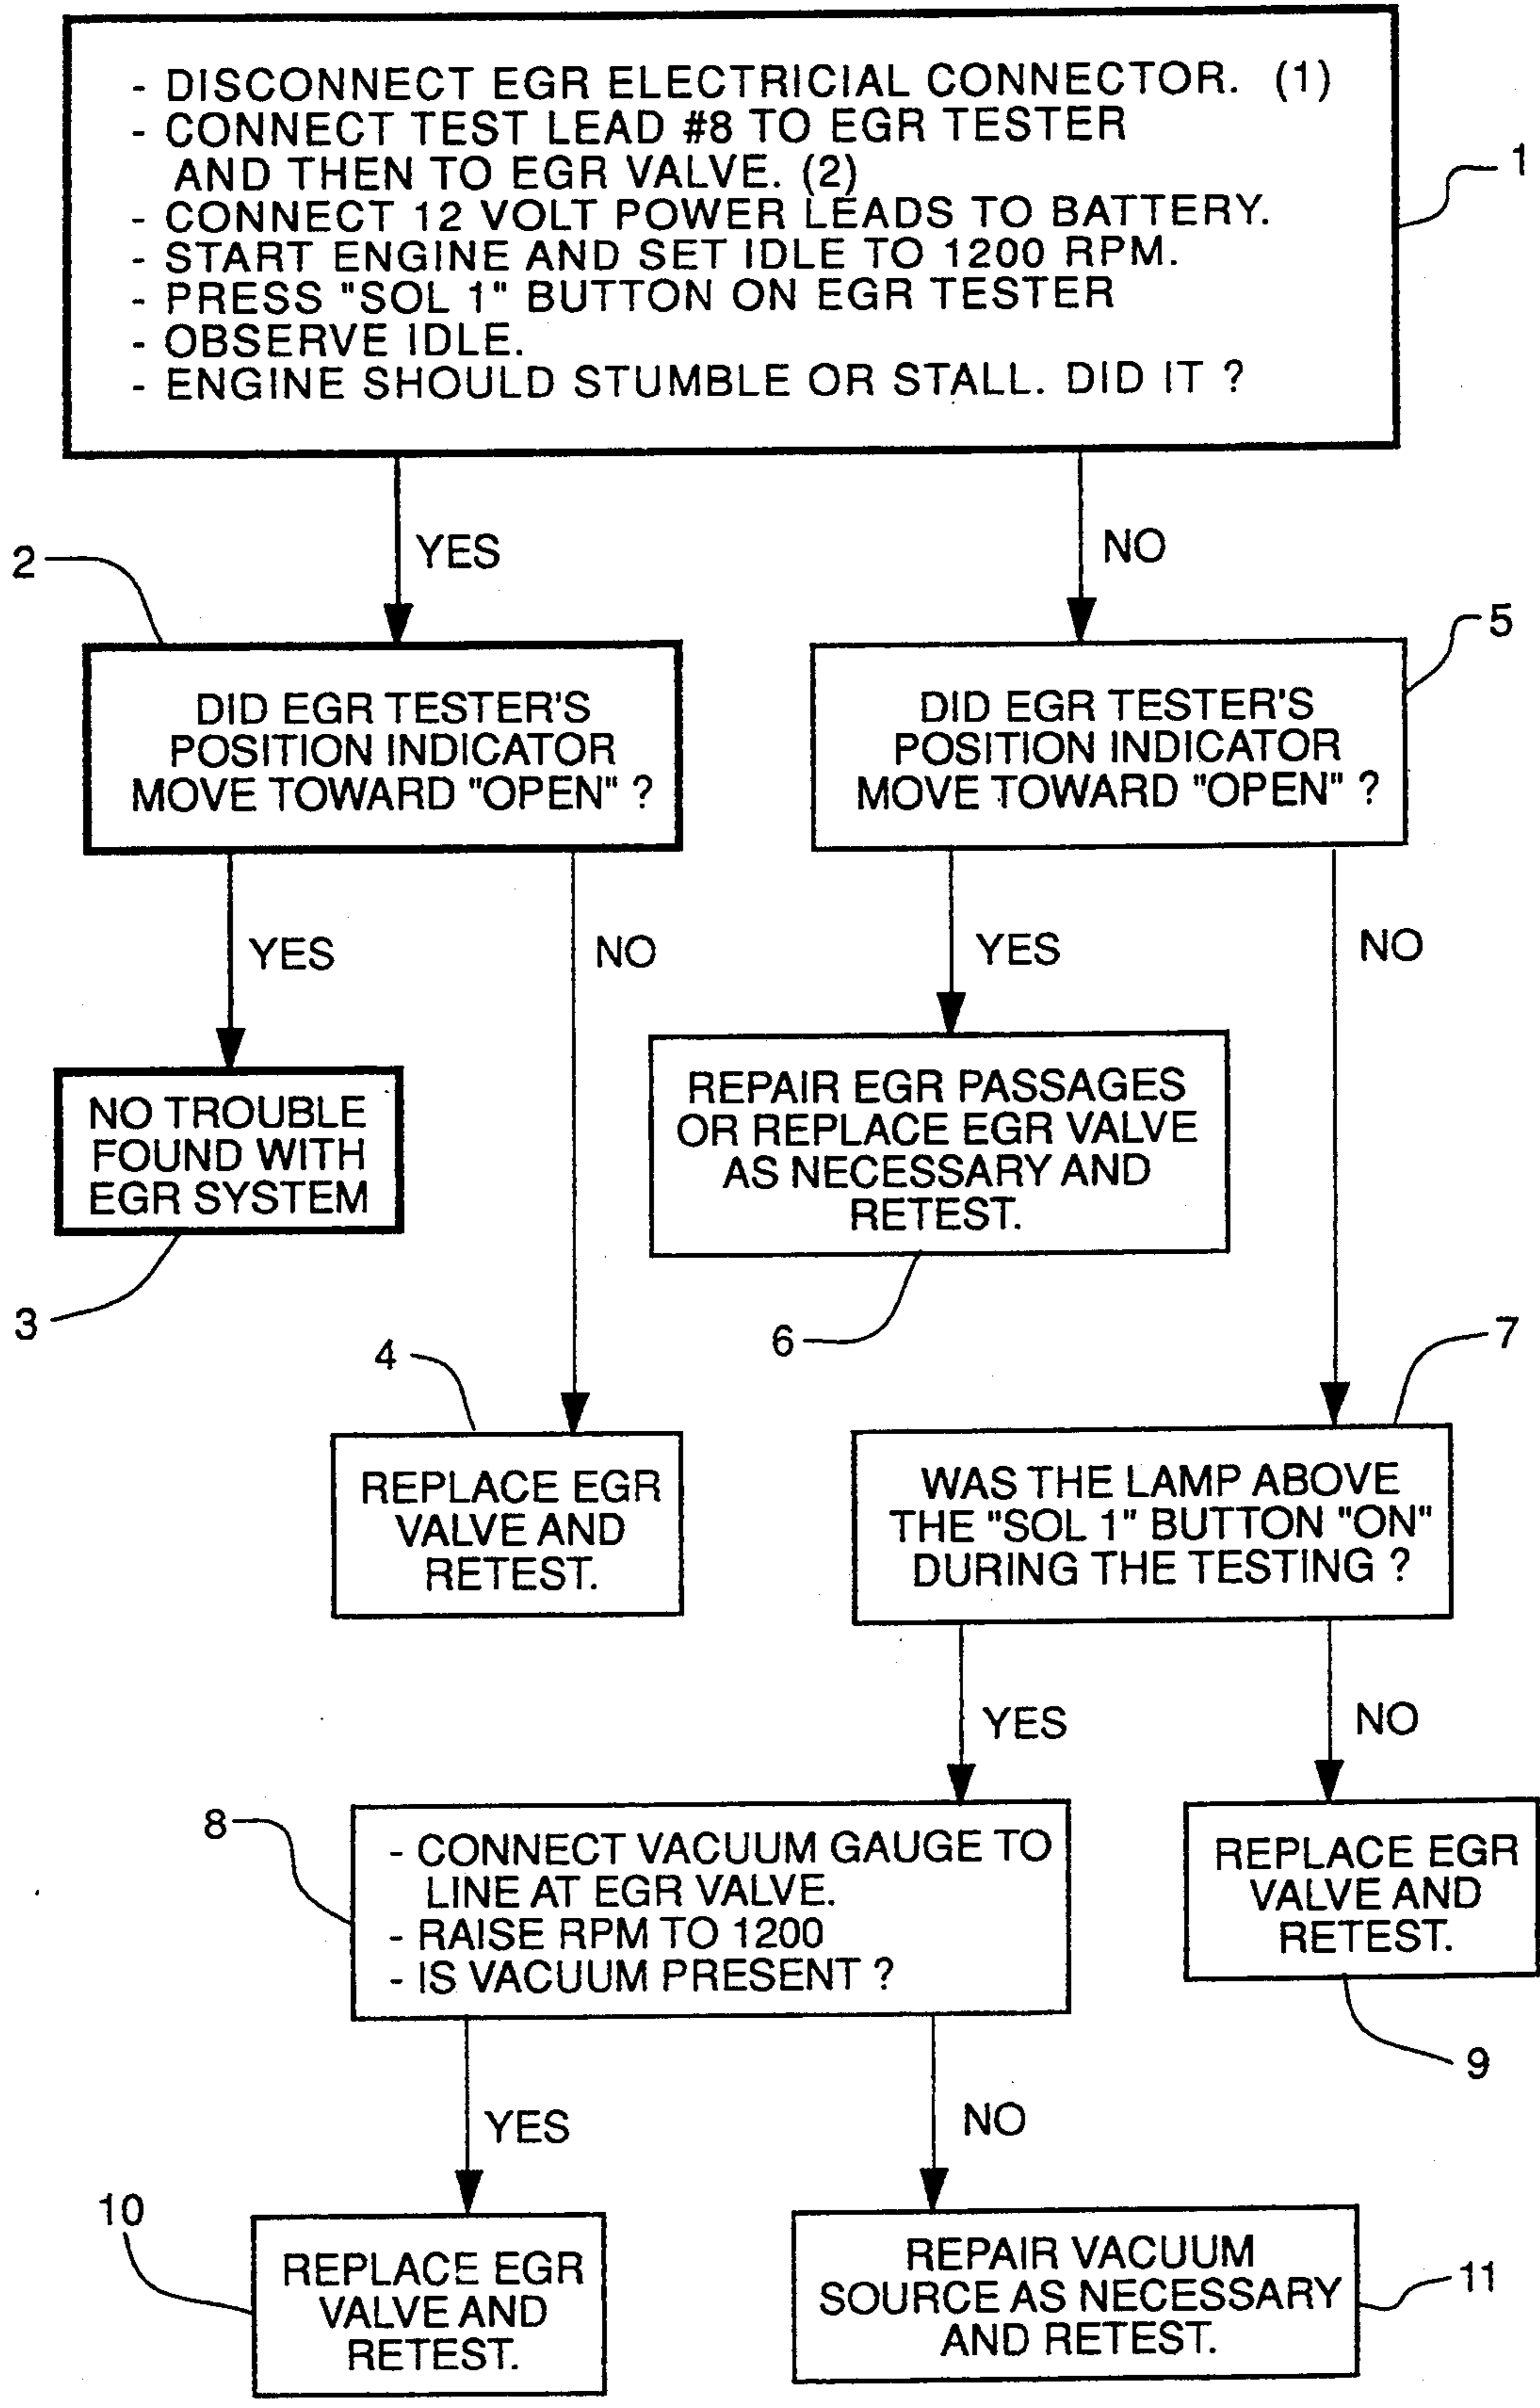 - DISCONNECT EGR ELECTRICIAL CONNECTOR. (1)
- CONNECT TEST LEAD #8 TO EGR TESTER
AND THEN TO EGR VALVE. (2)
- CONNECT 12 VOLT POWER LEADS TO BATTERY.
- START ENGINE AND SET IDLE TO 1200 RPM.
- PRESS "SOL 1" BUTTON ON EGR TESTER
- OBSERVE IDLE.
- ENGINE SHOULD STUMBLE OR STALL. DID IT ?
1
YES
NO
2
DID EGR TESTER'S
POSITION INDICATOR
MOVE TOWARD "OPEN" ?
5
DID EGR TESTER'S
POSITION INDICATOR
MOVE TOWARD "OPEN" ?
YES
NO
YES
NO
NO TROUBLE
FOUND WITH
EGR SYSTEM
3
REPAIR EGR PASSAGES
OR REPLACE EGR VALVE
AS NECESSARY AND
RETEST.
6
4
REPLACE EGR
VALVE AND
RETEST.
7
WAS THE LAMP ABOVE
THE "SOL 1" BUTTON "ON"
DURING THE TESTING ?
YES
NO
8
- CONNECT VACUUM GAUGE TO
LINE AT EGR VALVE.
- RAISE RPM TO 1200
- IS VACUUM PRESENT ?
REPLACE EGR
VALVE AND
RETEST.
9
YES
NO
10
REPLACE EGR
VALVE AND
RETEST.
REPAIR VACUUM
SOURCE AS NECESSARY
AND RETEST.
11